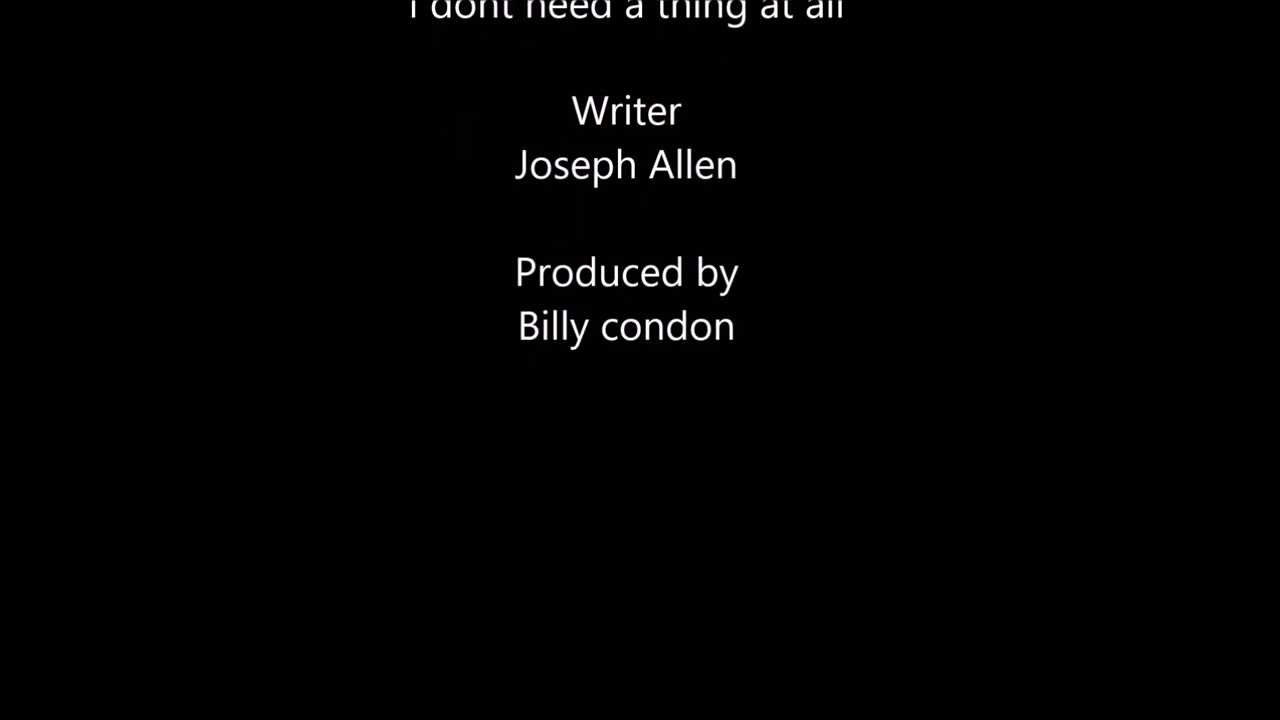 i dont need a thing at all
Writer
Joseph Allen
Produced by
Billy condon